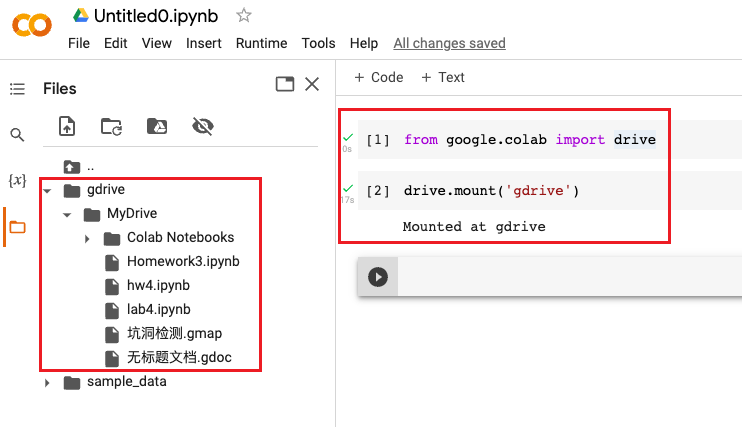 Untitled0.ipynb
File Edit View Insert Runtime Tools Help All changes saved
Files
+ Code + Text
{x}
..
gdrive
MyDrive
Colab Notebooks
Homework3.ipynb
hw4.ipynb
lab4.ipynb
坑洞检测.gmap
无标题文档.gdoc
sample_data
[1] from google.colab import drive
0s
[2] drive.mount('gdrive')
17s
Mounted at gdrive